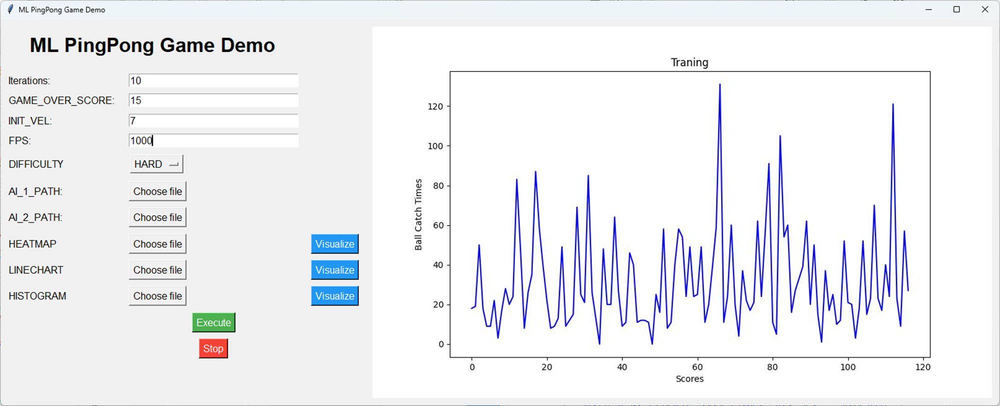 ML PingPong Game Demo
ML PingPong Game Demo
Iterations: 10
GAME_OVER_SCORE: 15
INIT_VEL: 7
FPS: 1000
DIFFICULTY HARD
AI_1_PATH: Choose file
AI_2_PATH: Choose file
HEATMAP Choose file Visualize
LINECHART Choose file Visualize
HISTOGRAM Choose file Visualize
Execute
Stop
Traning
Ball Catch Times
120
100
80
60
40
20
0
0 20 40 60 80 100 120
Scores